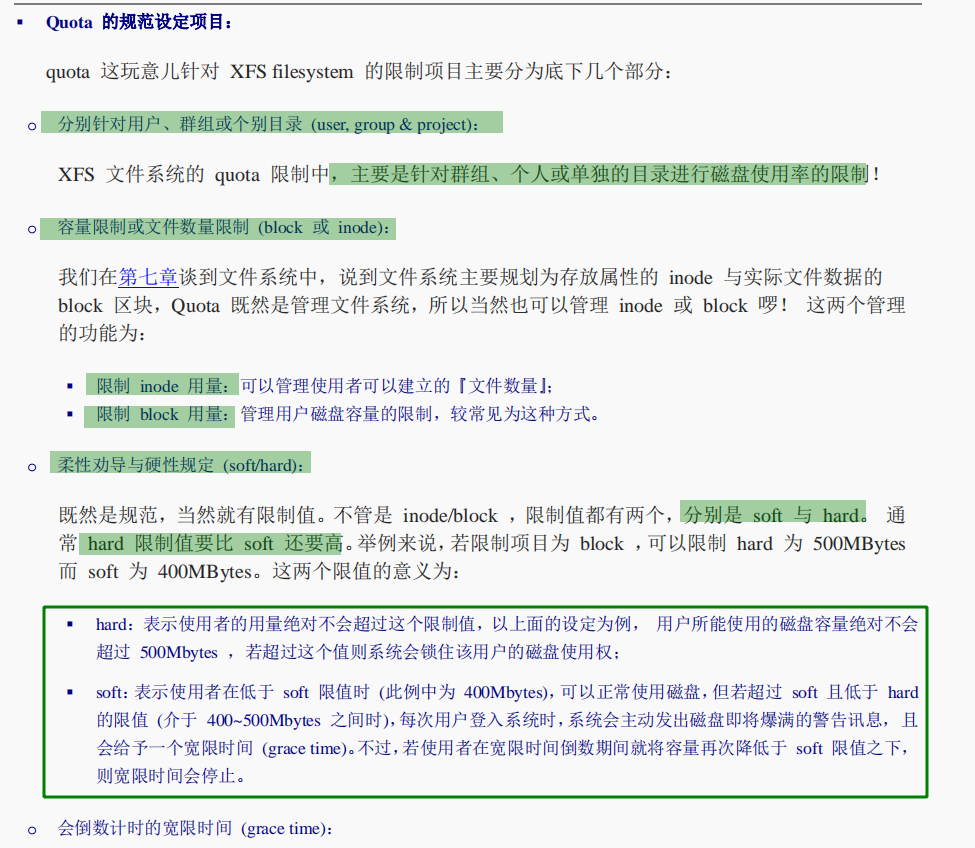 Quota 的规范设定项目：
quota 这玩意儿针对 XFS filesystem 的限制项目主要分为底下几个部分：
分别针对用户、群组或个别目录 (user, group & project)：
XFS 文件系统的 quota 限制中，主要是针对群组、个人或单独的目录进行磁盘使用率的限制！
容量限制或文件数量限制 (block 或 inode)：
我们在第七章谈到文件系统中，说到文件系统主要规划为存放属性的 inode 与实际文件数据的
block 区块，Quota 既然是管理文件系统，所以当然也可以管理 inode 或 block 啰！ 这两个管理
的功能为：
限制 inode 用量：可以管理使用者可以建立的『文件数量』；
限制 block 用量：管理用户磁盘容量的限制，较常见为这种方式。
柔性劝导与硬性规定 (soft/hard)：
既然是规范，当然就有限制值。不管是 inode/block ，限制值都有两个，分别是 soft 与 hard。 通
常 hard 限制值要比 soft 还要高。举例来说，若限制项目为 block ，可以限制 hard 为 500MBytes
而 soft 为 400MBytes。这两个限值的意义为：
hard：表示使用者的用量绝对不会超过这个限制值，以上面的设定为例， 用户所能使用的磁盘容量绝对不会
超过 500Mbytes ，若超过这个值则系统会锁住该用户的磁盘使用权；
soft：表示使用者在低于 soft 限值时 (此例中为 400Mbytes)，可以正常使用磁盘，但若超过 soft 且低于 hard
的限值 (介于 400~500Mbytes 之间时)，每次用户登入系统时，系统会主动发出磁盘即将爆满的警告讯息，且
会给予一个宽限时间 (grace time)。不过，若使用者在宽限时间倒数期间就将容量再次降低于 soft 限值之下，
则宽限时间会停止。
会倒数计时的宽限时间 (grace time)：